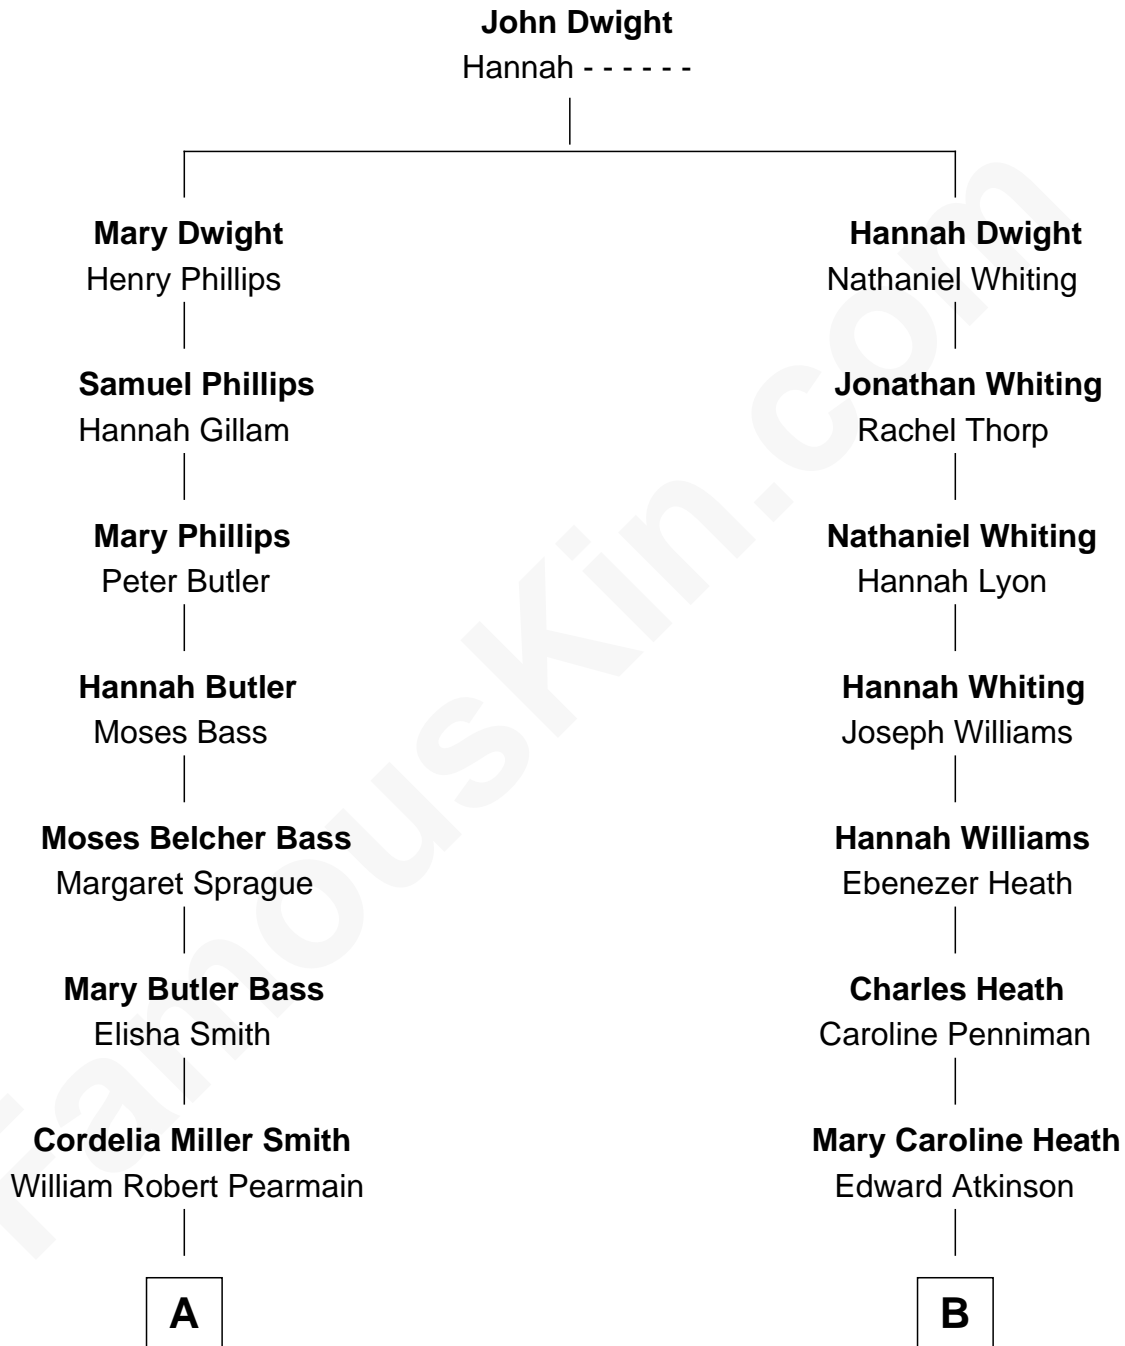 John Dwight
Hannah - - - - - -
Mary Dwight
Henry Phillips
Hannah Dwight
Nathaniel Whiting
Samuel Phillips
Hannah Gillam
Jonathan Whiting
Rachel Thorp
Mary Phillips
Peter Butler
Nathaniel Whiting
Hannah Lyon
Hannah Butler
Moses Bass
Hannah Whiting
Joseph Williams
Moses Belcher Bass
Margaret Sprague
Hannah Williams
Ebenezer Heath
Mary Butler Bass
Elisha Smith
Charles Heath
Caroline Penniman
Cordelia Miller Smith
William Robert Pearmain
Mary Caroline Heath
Edward Atkinson
A
B
FamousKin.com